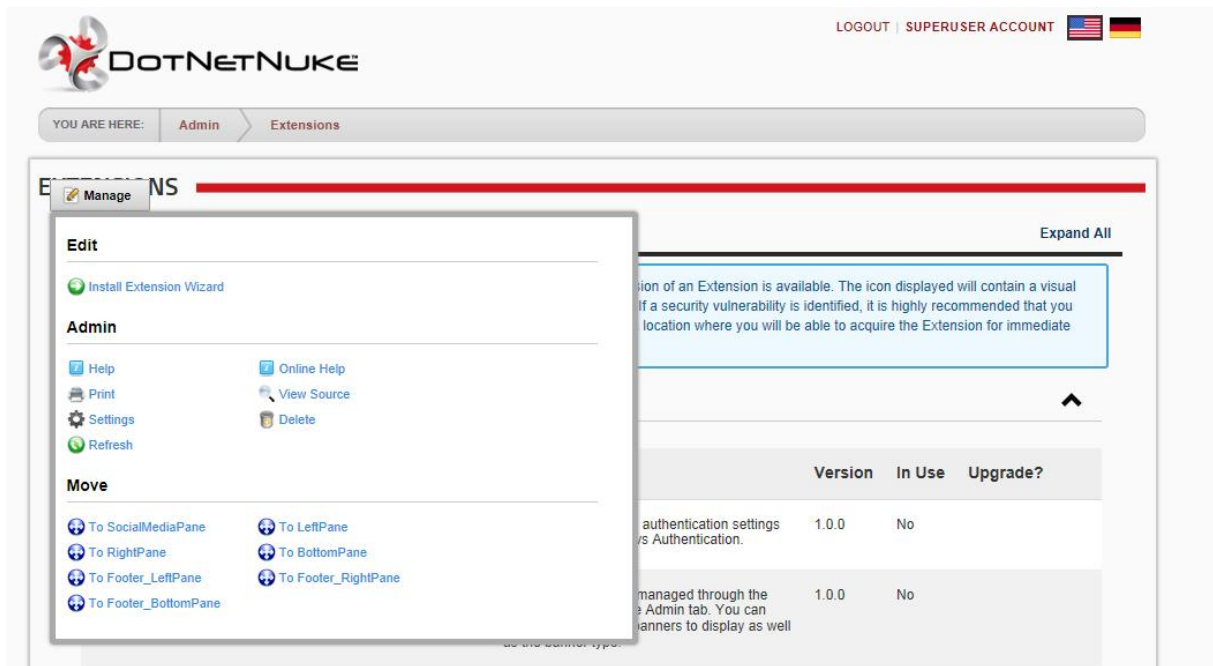 LOGOUT | SUPERUSER ACCOUNT
DOTNETNUKE
YOU ARE HERE: Admin Extensions
NS
Manage
Expand All
Edit
Install Extension Wizard
of an Extension is available. The icon displayed will contain a visual
If a security vulnerability is identified, it is highly recommended that you
location where you will be able to acquire the Extension for immediate
Admin
Help Online Help
Print View Source
Settings Delete
Refresh
Version In Use Upgrade?
Move
To SocialMediaPane To LeftPane
To RightPane To BottomPane
To Footer_LeftPane To Footer_RightPane
To Footer_BottomPane
authentication settings 1.0.0 No
Authentication.
managed through the 1.0.0 No
Admin tab. You can
banners to display as well
as the banner type.